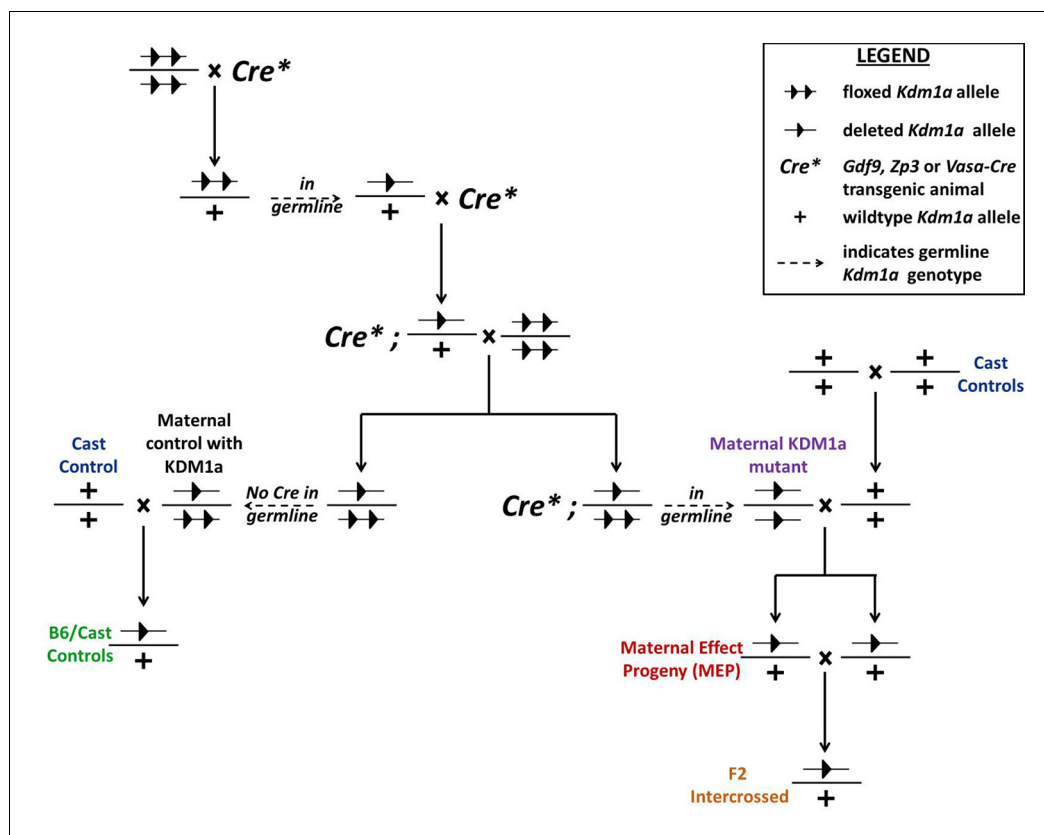 LEGEND
floxed Kdm1a allele
deleted Kdm1a allele
Cre* Gdf9, Zp3 or Vasa-Cre
transgenic animal
+ wildtype Kdm1a allele
indicates germline
Kdm1a genotype
x Cre*
+
in
germline
+
x Cre*
Cre* ;
+
x
+
+
x
+
+
Cast
Controls
Cast
Control
+
+
x
Maternal
control with
KDM1a
No Cre in
germline
Cre* ;
in
germline
Maternal KDM1a
mutant
x
+
+
B6/Cast
Controls
+
Maternal Effect
Progeny (MEP)
+
x
+
F2
Intercrossed
+